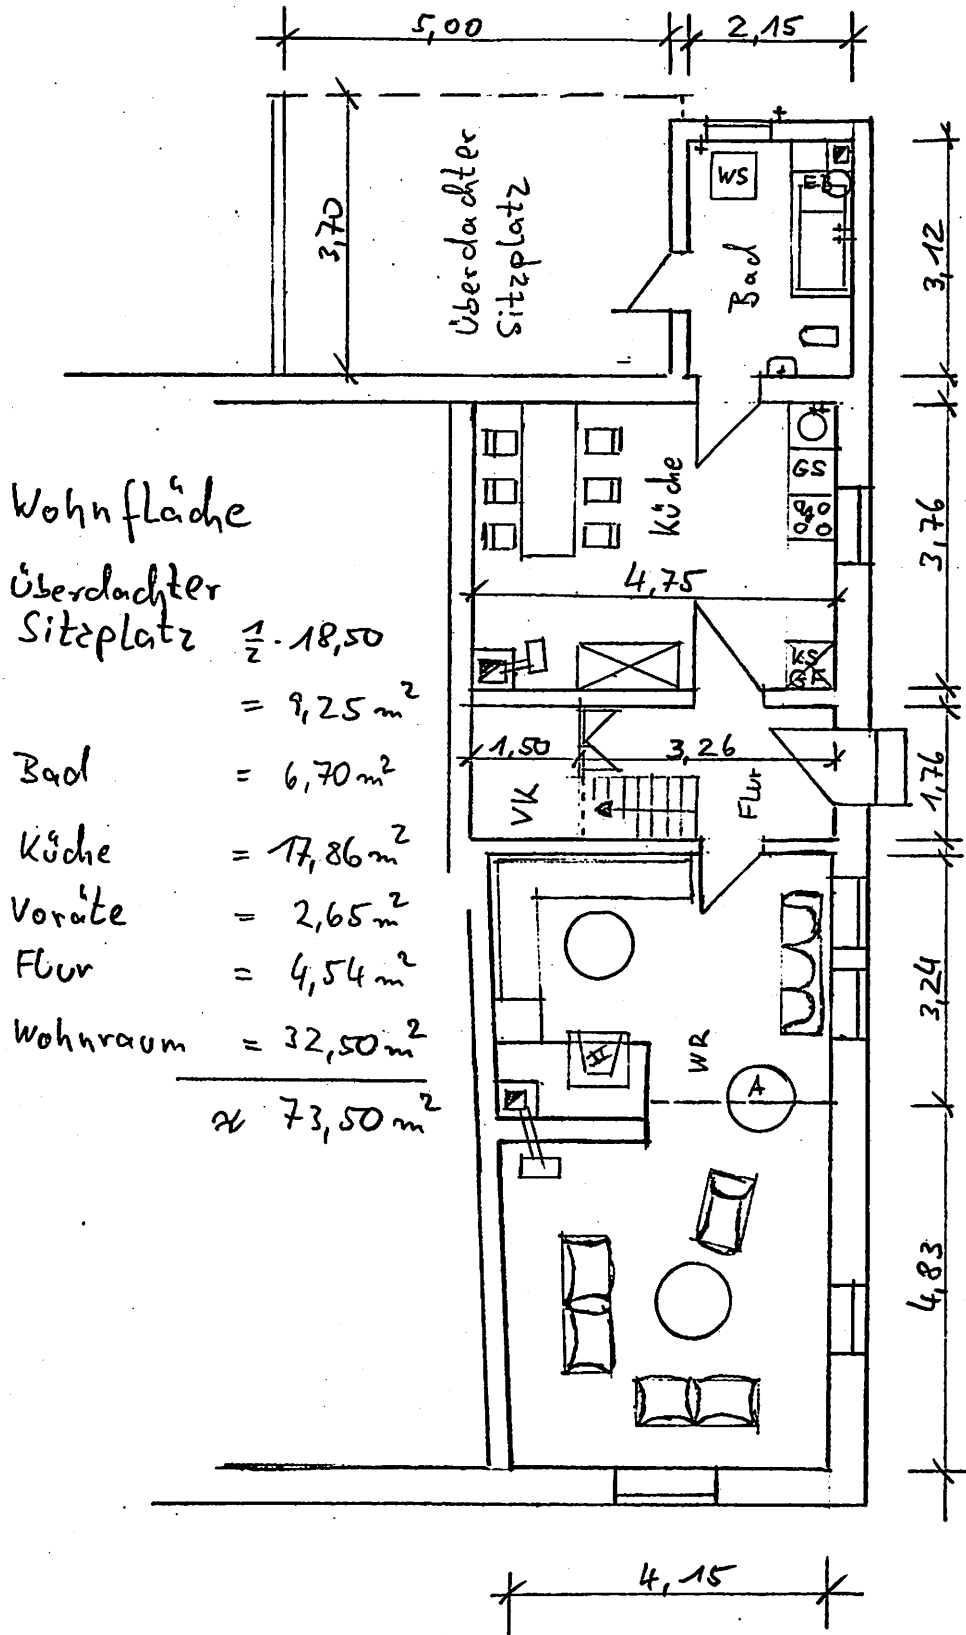 5,00
2,15
3,70
Überdachter
Sitzplatz
WS
EB
Bad
3,12
Küche
GS
3,76
4,75
KS
GF
Wohnfläche
Überdachter
Sitzplatz 1/2 · 18,50
= 9,25 m²
Bad = 6,70 m²
Küche = 17,86 m²
Voräte = 2,65 m²
Flur = 4,54 m²
Wohnraum = 32,50 m²
≈ 73,50 m²
1,50
3,26
VK
Flur
1,76
3,24
WR
A
4,83
4,15